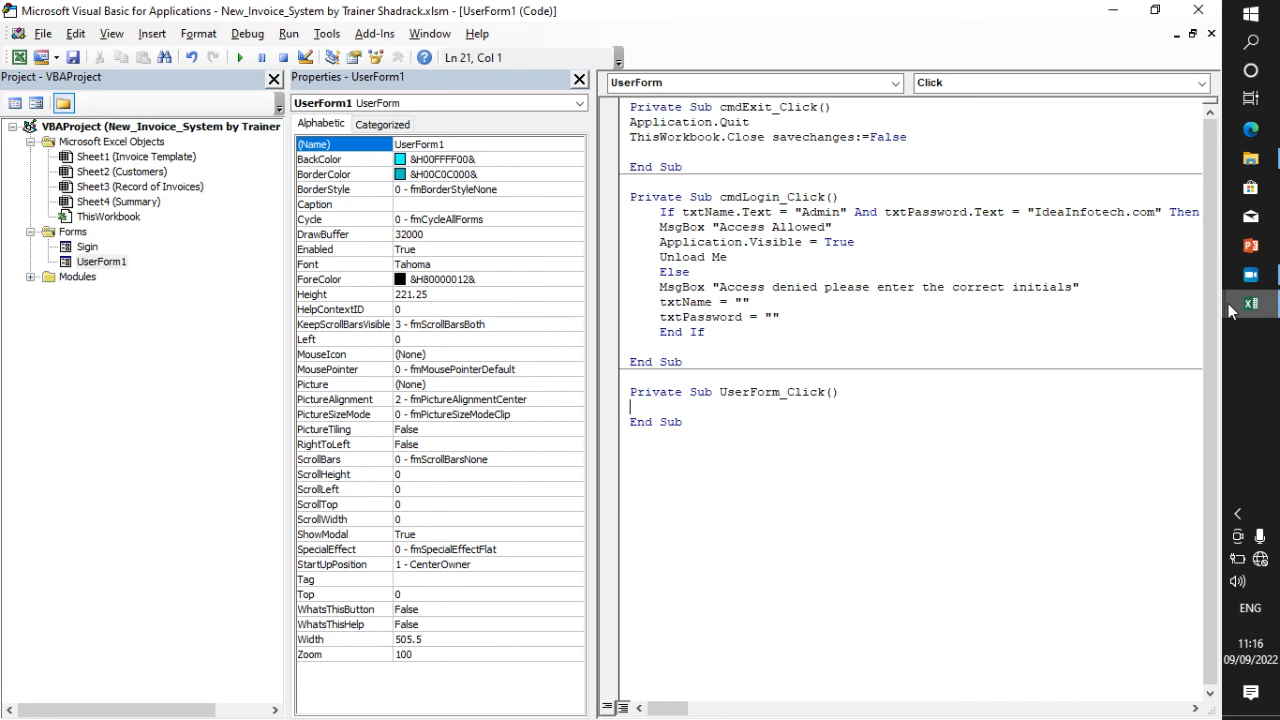 Microsoft Visual Basic for Applications - New_Invoice_System by Trainer Shadrack.xlsm - [UserForm1 (Code)]
File Edit View Insert Format Debug Run Tools Add-Ins Window Help
Ln 21, Col 1
Project - VBAProject
VBAProject (New_Invoice_System by Trainer
Microsoft Excel Objects
Sheet1 (Invoice Template)
Sheet2 (Customers)
Sheet3 (Record of Invoices)
Sheet4 (Summary)
ThisWorkbook
Forms
Sigin
UserForm1
Modules
Properties - UserForm1
UserForm1 UserForm
Alphabetic Categorized
(Name) UserForm1
BackColor &H00FFFF00&
BorderColor &H00C0C000&
BorderStyle 0 - fmBorderStyleNone
Caption
Cycle 0 - fmCycleAllForms
DrawBuffer 32000
Enabled True
Font Tahoma
ForeColor &H80000012&
Height 221.25
HelpContextID 0
KeepScrollBarsVisible 3 - fmScrollBarsBoth
Left 0
MouseIcon (None)
MousePointer 0 - fmMousePointerDefault
Picture (None)
PictureAlignment 2 - fmPictureAlignmentCenter
PictureSizeMode 0 - fmPictureSizeModeClip
PictureTiling False
RightToLeft False
ScrollBars 0 - fmScrollBarsNone
ScrollHeight 0
ScrollLeft 0
ScrollTop 0
ScrollWidth 0
ShowModal True
SpecialEffect 0 - fmSpecialEffectFlat
StartUpPosition 1 - CenterOwner
Tag
Top 0
WhatsThisButton False
WhatsThisHelp False
Width 505.5
Zoom 100
UserForm Click
Private Sub cmdExit_Click()
Application.Quit
ThisWorkbook.Close savechanges:=False
End Sub
Private Sub cmdLogin_Click()
If txtName.Text = "Admin" And txtPassword.Text = "IdeaInfotech.com" Then
MsgBox "Access Allowed"
Application.Visible = True
Unload Me
Else
MsgBox "Access denied please enter the correct initials"
txtName = ""
txtPassword = ""
End If
End Sub
Private Sub UserForm_Click()
End Sub
ENG
11:16
09/09/2022